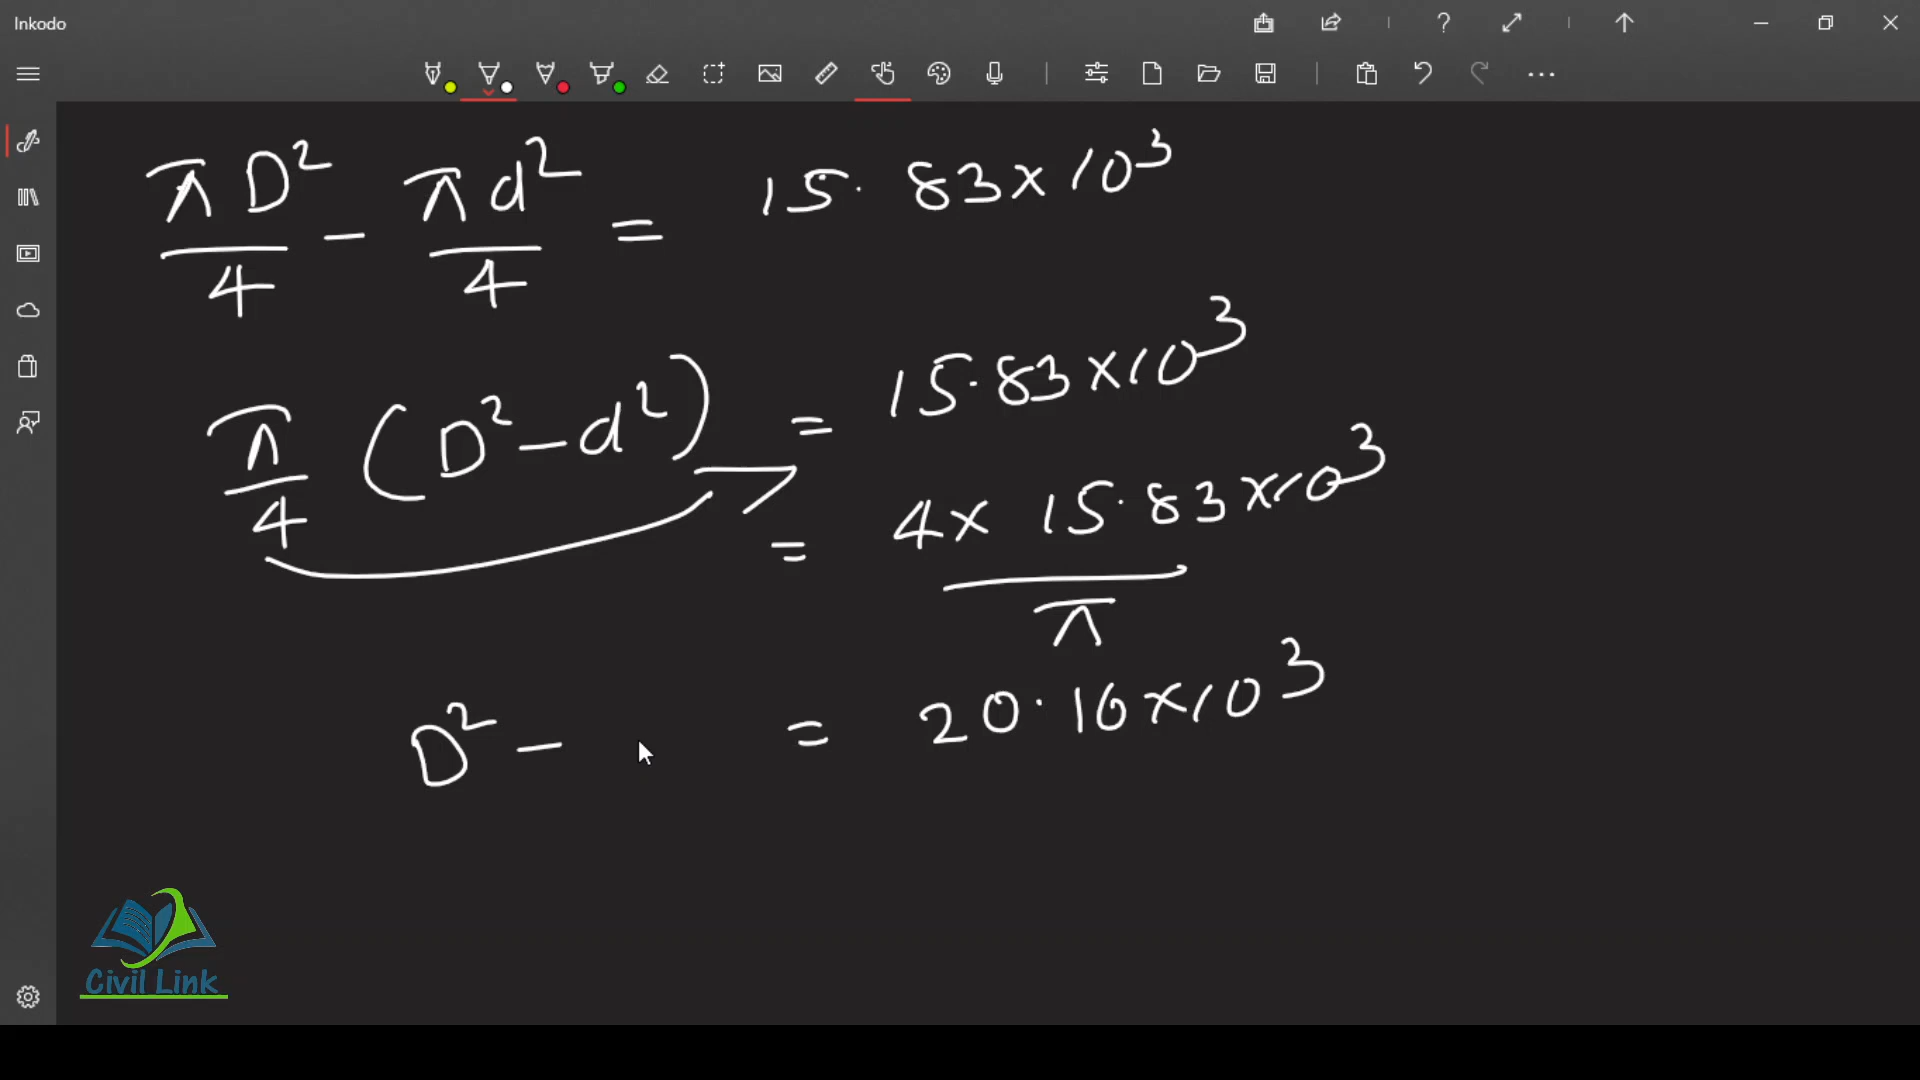 Inkodo
πD²/4 - πd²/4 = 15.83×10³
π/4 (D²-d²) = 15.83×10³
= 4× 15.83×10³/π
D² - = 20.16×10³
Civil Link